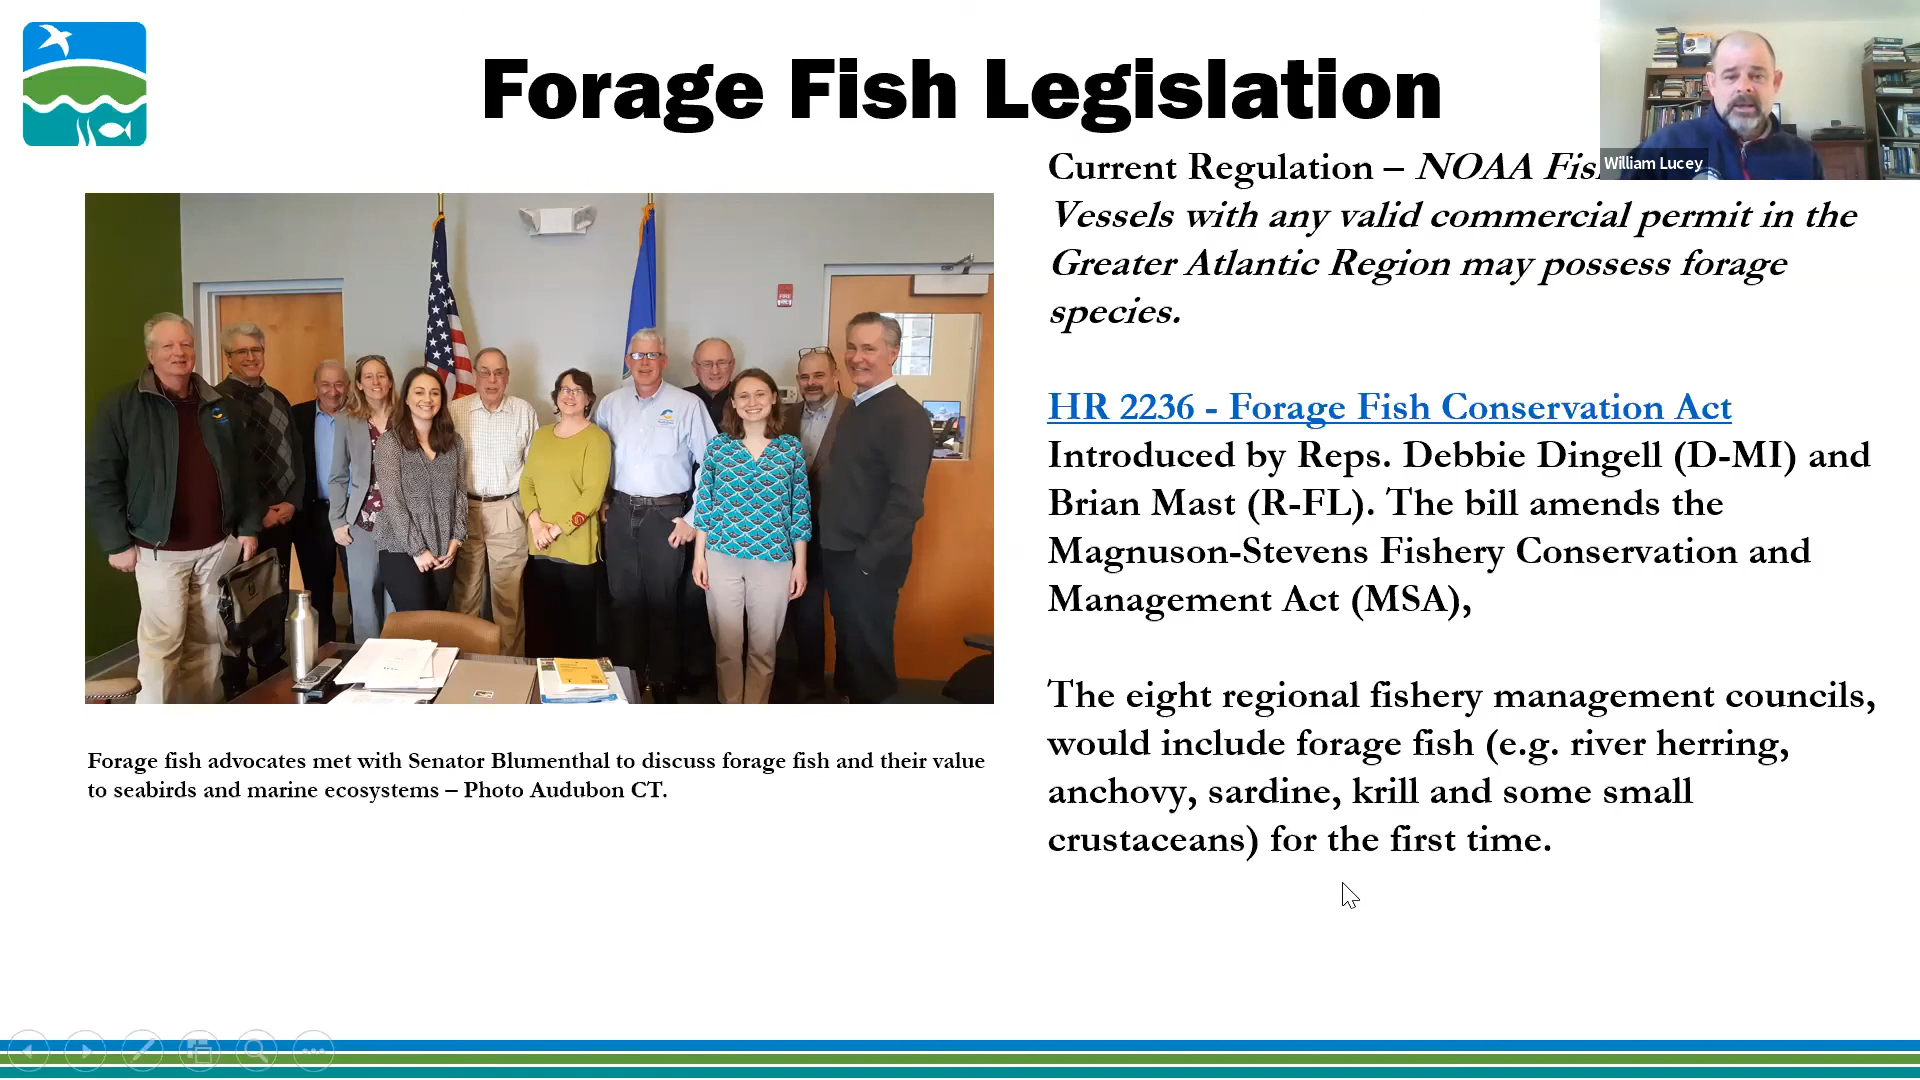 Forage Fish Legislation
William Lucey
Current Regulation – NOAA
Vessels with any valid commercial permit in the
Greater Atlantic Region may possess forage
species.
HR 2236 - Forage Fish Conservation Act
Introduced by Reps. Debbie Dingell (D-MI) and
Brian Mast (R-FL). The bill amends the
Magnuson-Stevens Fishery Conservation and
Management Act (MSA),
The eight regional fishery management councils,
would include forage fish (e.g. river herring,
anchovy, sardine, krill and some small
crustaceans) for the first time.
FIRE
Forage fish advocates met with Senator Blumenthal to discuss forage fish and their value
to seabirds and marine ecosystems – Photo Audubon CT.